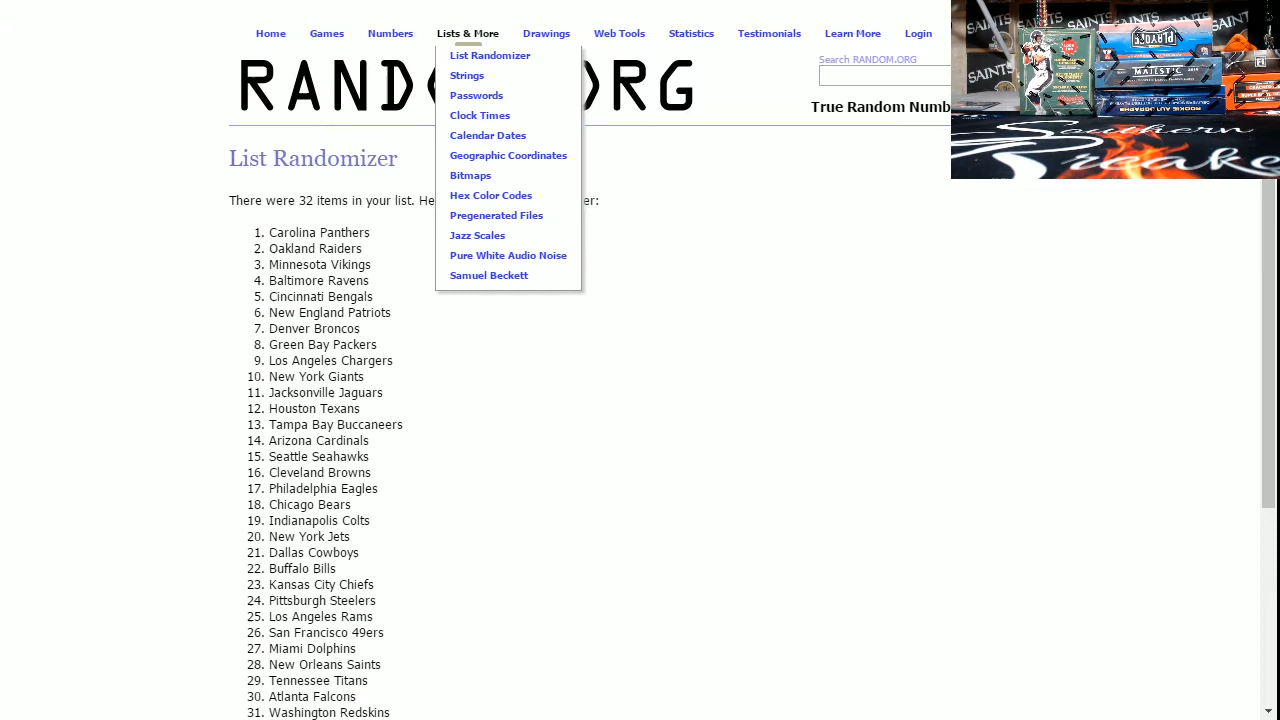 Home Games Numbers Lists & More Drawings Web Tools Statistics Testimonials Learn More Login
List Randomizer
Strings
Passwords
Clock Times
Calendar Dates
Geographic Coordinates
Bitmaps
Hex Color Codes
Pregenerated Files
Jazz Scales
Pure White Audio Noise
Samuel Beckett
Search RANDOM.ORG
True Random Numb
List Randomizer
There were 32 items in your list. He er:
1. Carolina Panthers
2. Oakland Raiders
3. Minnesota Vikings
4. Baltimore Ravens
5. Cincinnati Bengals
6. New England Patriots
7. Denver Broncos
8. Green Bay Packers
9. Los Angeles Chargers
10. New York Giants
11. Jacksonville Jaguars
12. Houston Texans
13. Tampa Bay Buccaneers
14. Arizona Cardinals
15. Seattle Seahawks
16. Cleveland Browns
17. Philadelphia Eagles
18. Chicago Bears
19. Indianapolis Colts
20. New York Jets
21. Dallas Cowboys
22. Buffalo Bills
23. Kansas City Chiefs
24. Pittsburgh Steelers
25. Los Angeles Rams
26. San Francisco 49ers
27. Miami Dolphins
28. New Orleans Saints
29. Tennessee Titans
30. Atlanta Falcons
31. Washington Redskins
SAINTS
SAINTS
PLAYBOOK
MAJESTIC
ROOKIE AUTOGRAPHS
Southern
Breake